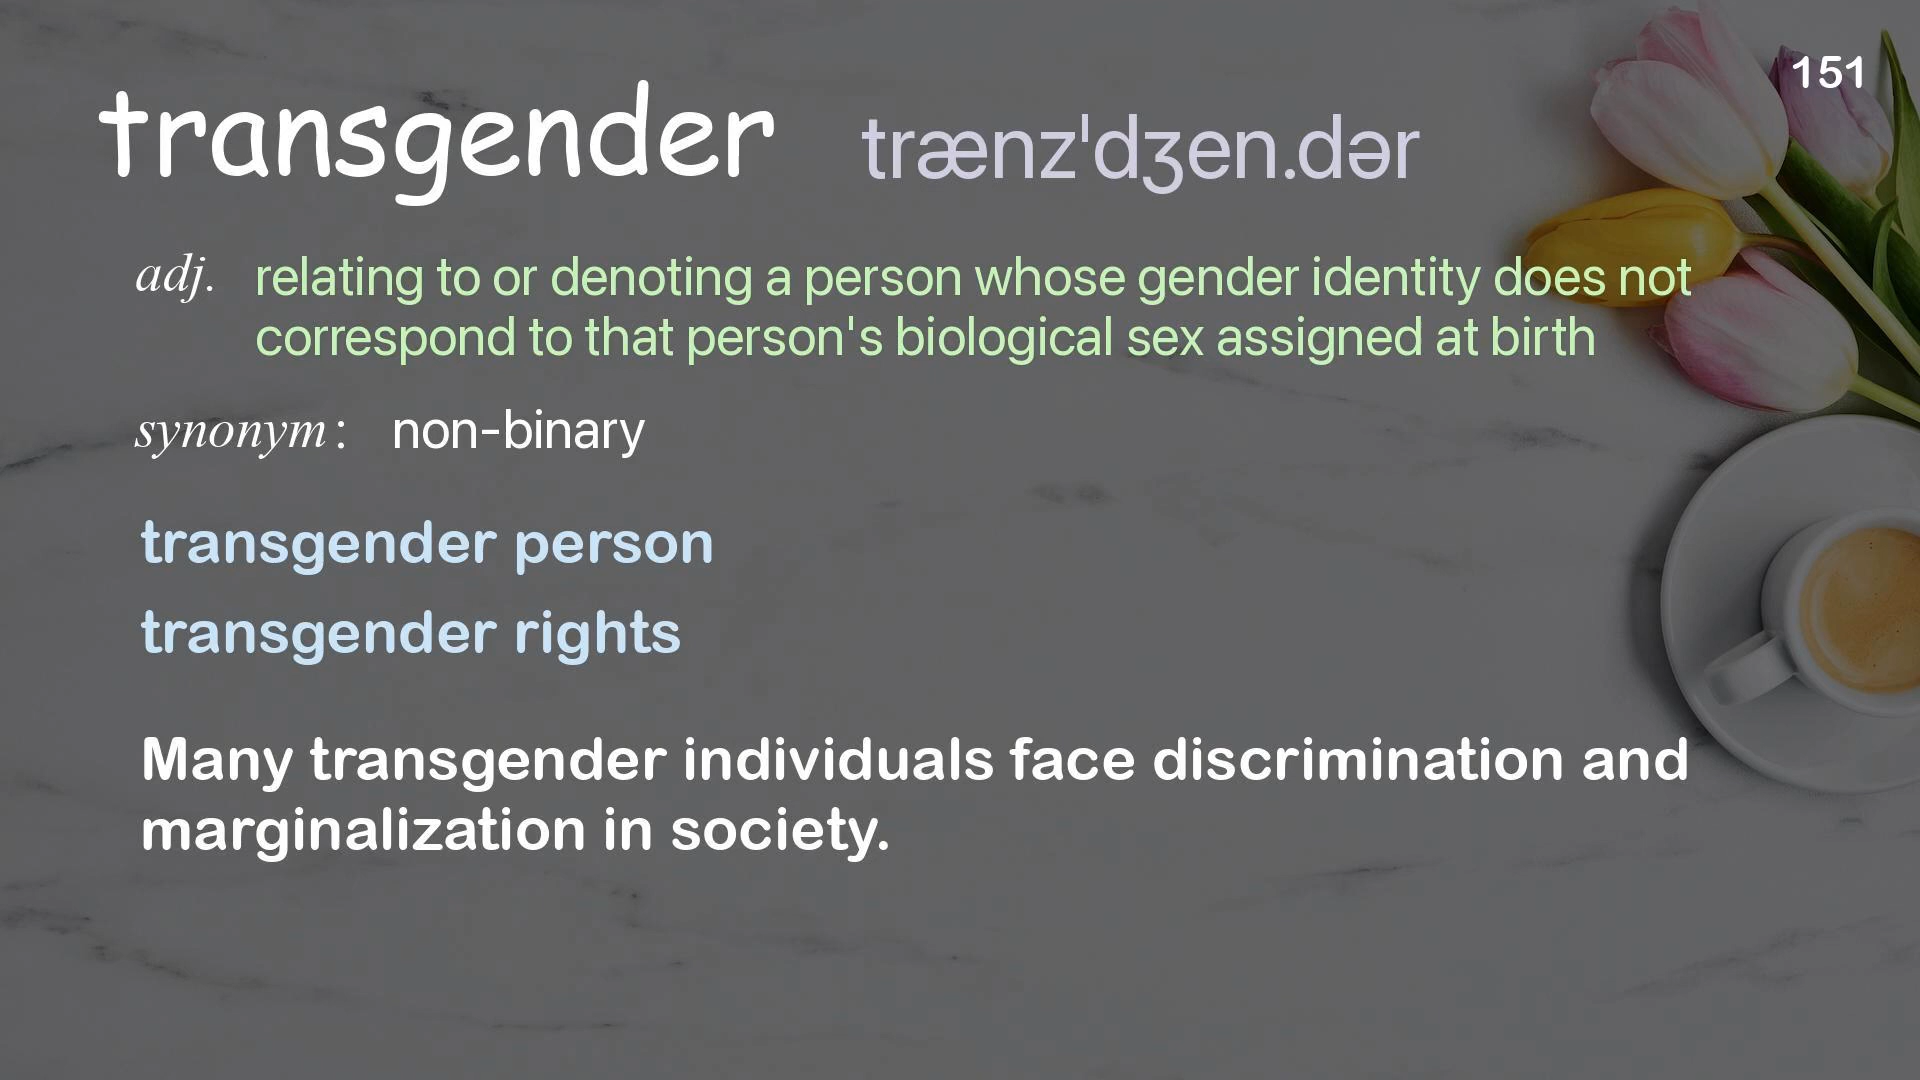 151
transgender trænzˈdʒen.dər
adj. relating to or denoting a person whose gender identity does not
correspond to that person's biological sex assigned at birth
synonym: non-binary
transgender person
transgender rights
Many transgender individuals face discrimination and
marginalization in society.